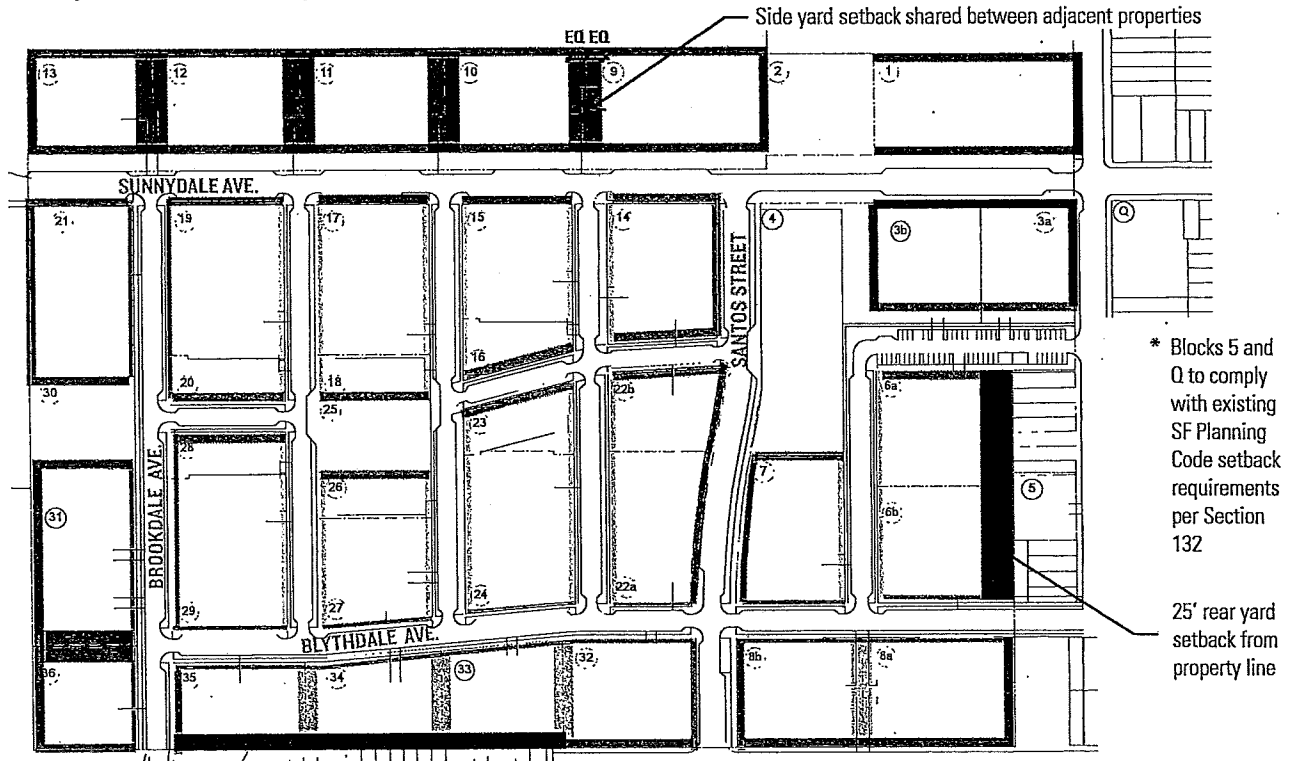 Side yard setback shared between adjacent properties
EQ EQ
13
12
11
10
9
2
1
SUNNYDALE AVE.
21
19
17
15
14
SANTOS STREET
4
3b
3a
Q
* Blocks 5 and
Q to comply
with existing
SF Planning
Code setback
requirements
per Section
132
30
20
18
16
22b
6a
25
23
BROOKDALE AVE.
28
7
31
26
6b
5
29
27
24
22a
BLYTHDALE AVE.
25' rear yard
setback from
property line
36
35
34
33
32
8b
8a